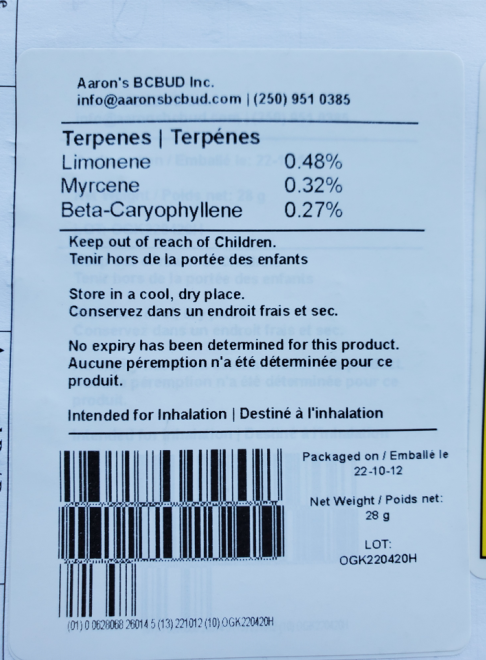 Aaron's BCBUD Inc.
info@aaronsbcbud.com | (250) 951 0385
Terpenes | Terpénes
Limonene 0.48%
Myrcene 0.32%
Beta-Caryophyllene 0.27%
Keep out of reach of Children.
Tenir hors de la portée des enfants
Store in a cool, dry place.
Conservez dans un endroit frais et sec.
No expiry has been determined for this product.
Aucune péremption n'a été déterminée pour ce
produit.
Intended for Inhalation | Destiné à l'inhalation
Packaged on / Emballé le
22-10-12
Net Weight / Poids net:
28 g
LOT:
OGK220420H
(01) 0 0628068 26014 5 (13) 221012 (10) OGK220420H